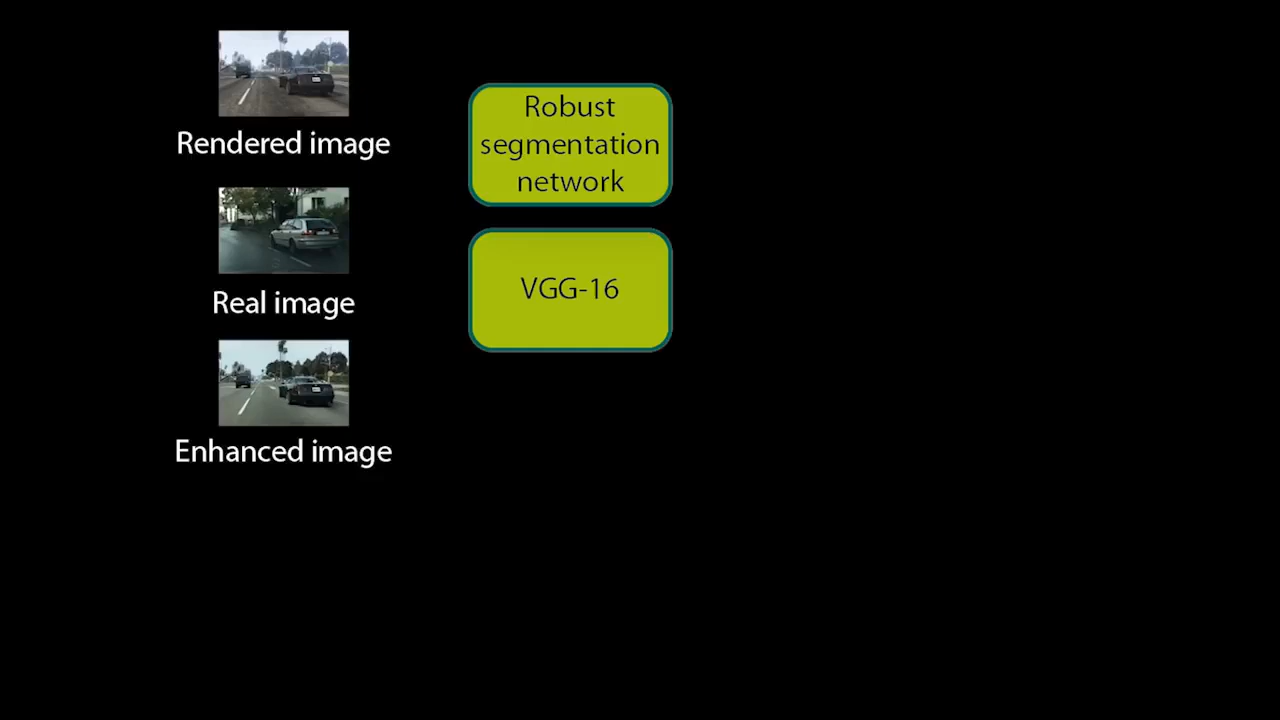 Rendered image
Robust
segmentation
network
Real image
VGG-16
Enhanced image